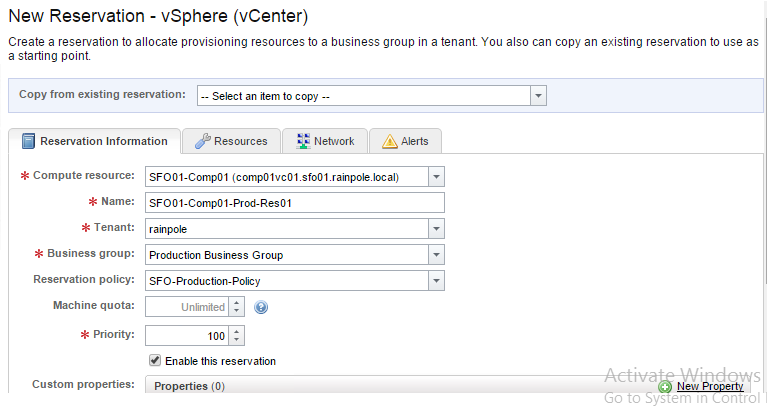 New Reservation - vSphere (vCenter)
Create a reservation to allocate provisioning resources to a business group in a tenant. You also can copy an existing reservation to use as
a starting point.
Copy from existing reservation: -- Select an item to copy --
Reservation Information Resources Network Alerts
* Compute resource: SFO01-Comp01 (comp01vc01.sfo01.rainpole.local)
* Name: SFO01-Comp01-Prod-Res01
* Tenant: rainpole
* Business group: Production Business Group
Reservation policy: SFO-Production-Policy
Machine quota: Unlimited ?
* Priority: 100
Enable this reservation
Custom properties: Properties (0) New Property
Activate Windows
Go to System in Control